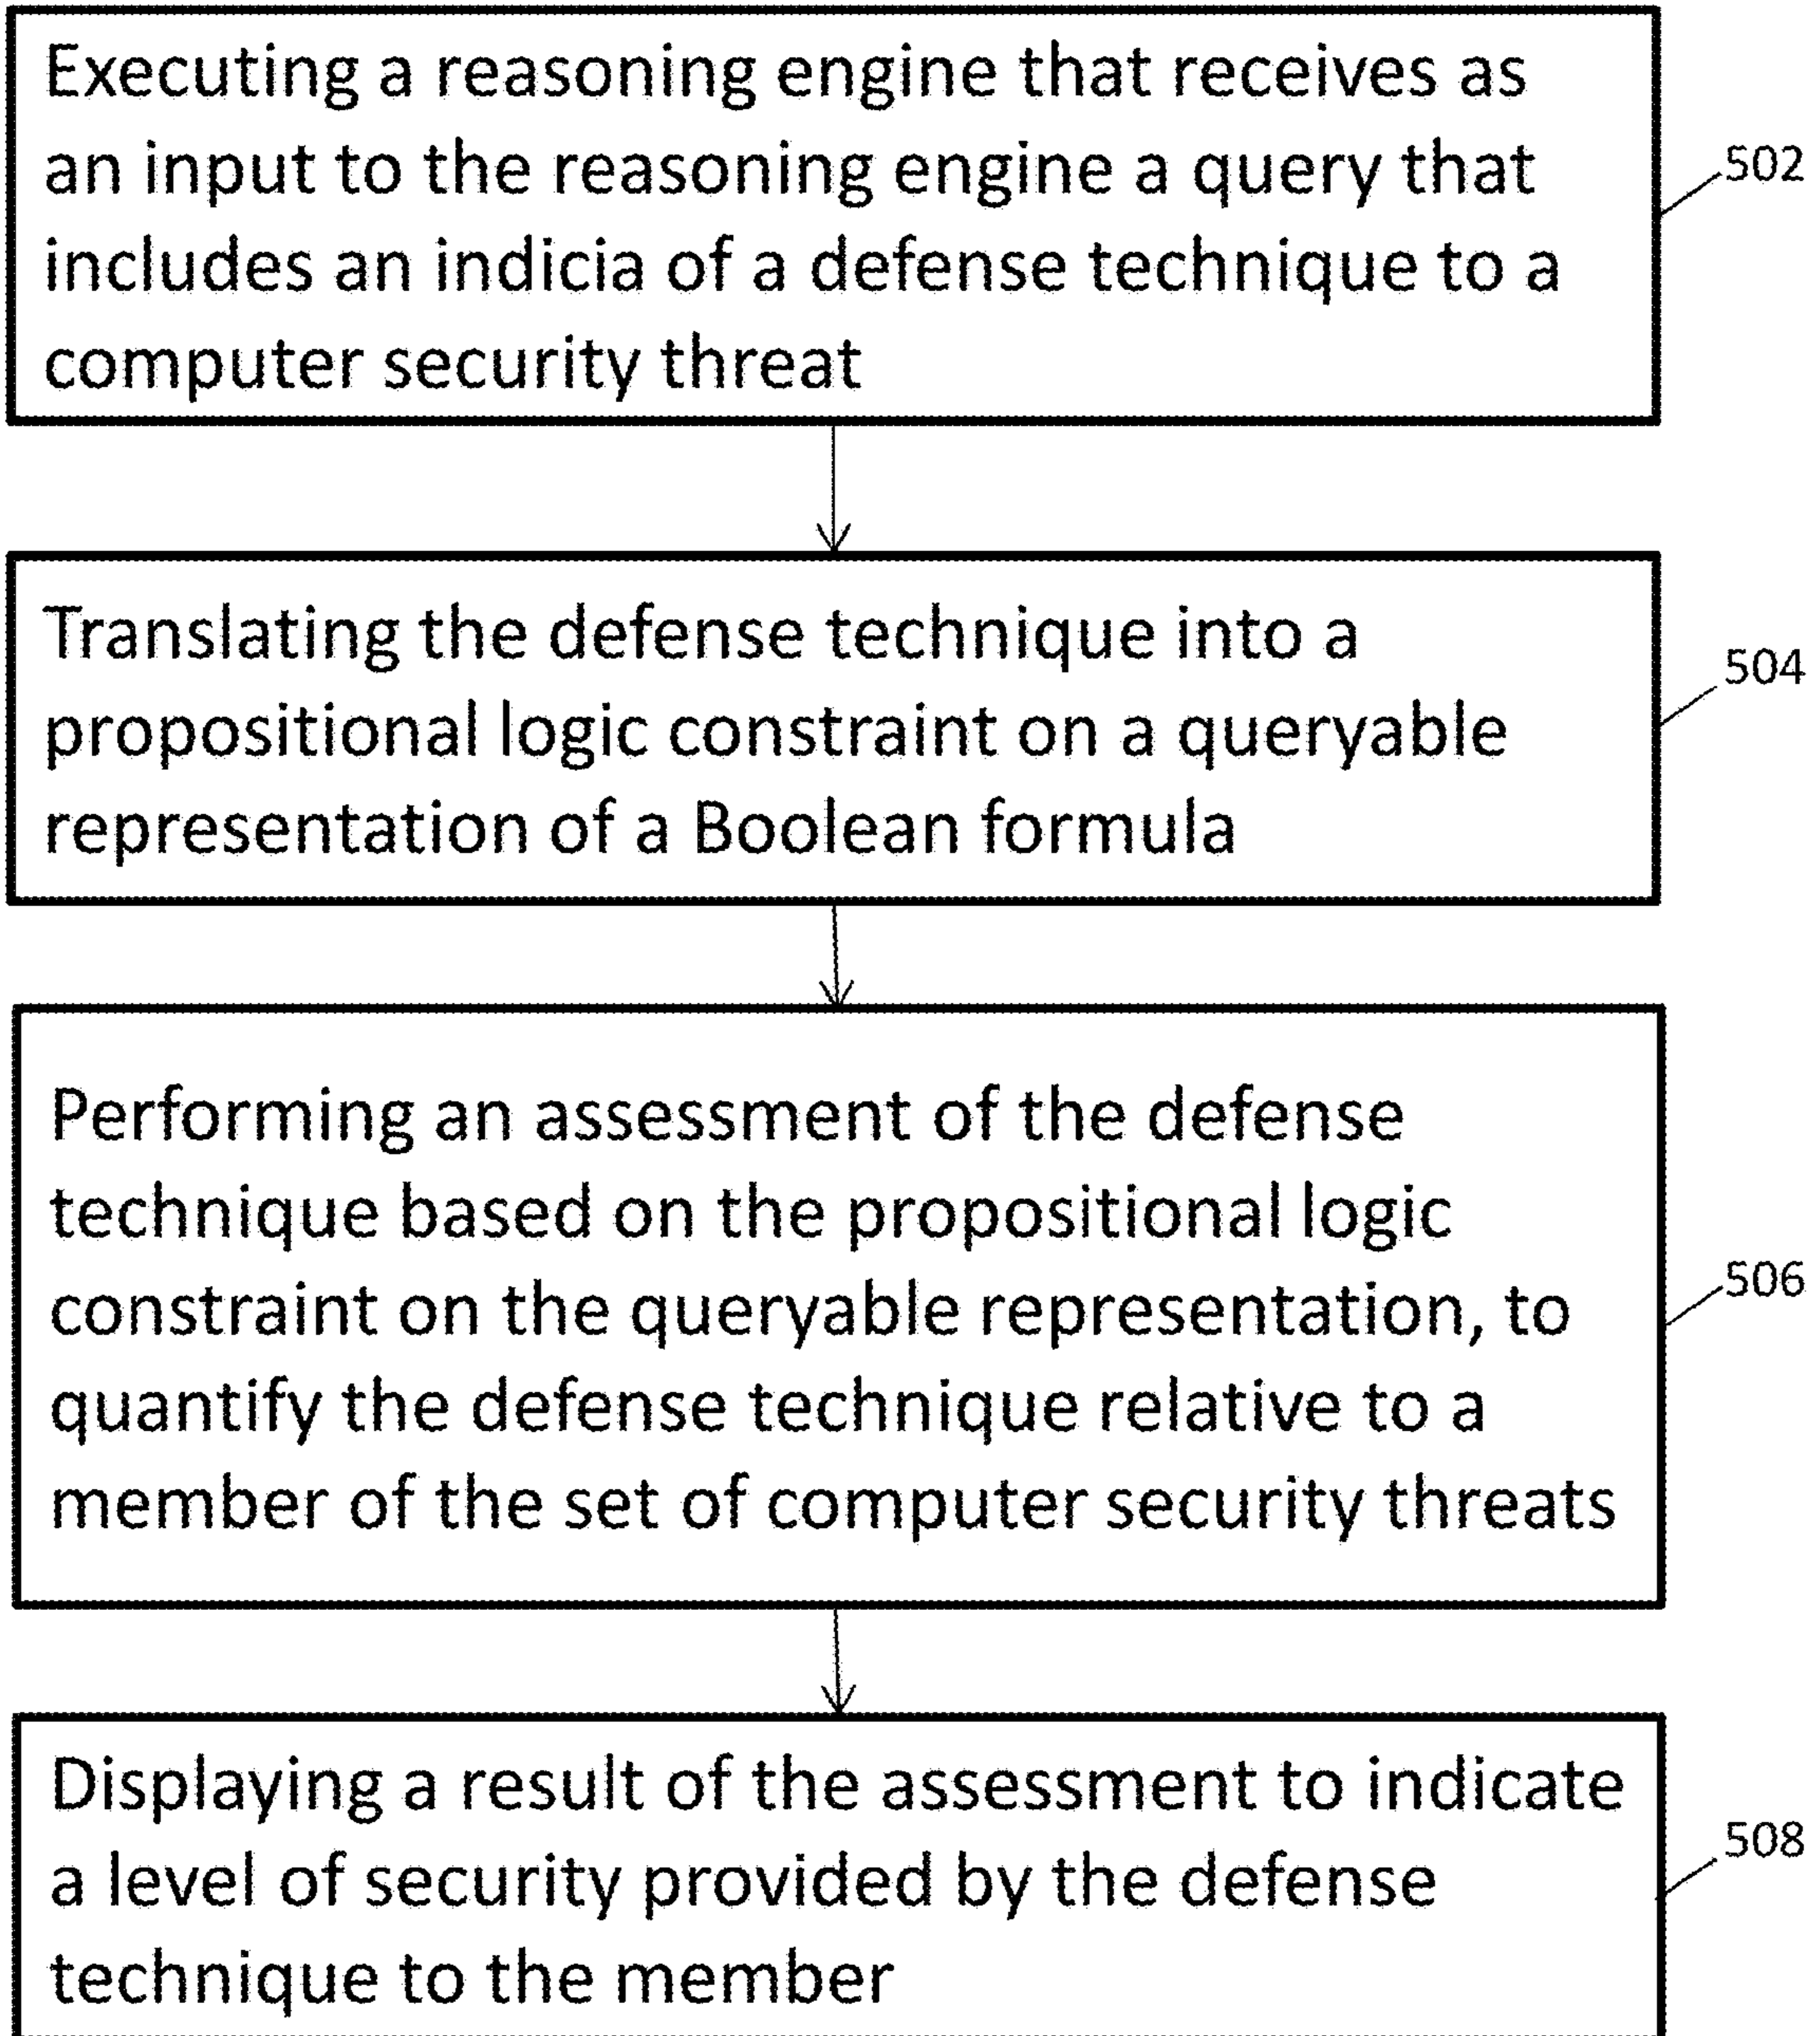 Executing a reasoning engine that receives as
an input to the reasoning engine a query that
includes an indicia of a defense technique to a
computer security threat
502
Translating the defense technique into a
propositional logic constraint on a queryable
representation of a Boolean formula
504
Performing an assessment of the defense
technique based on the propositional logic
constraint on the queryable representation, to
quantify the defense technique relative to a
member of the set of computer security threats
506
Displaying a result of the assessment to indicate
a level of security provided by the defense
technique to the member
508